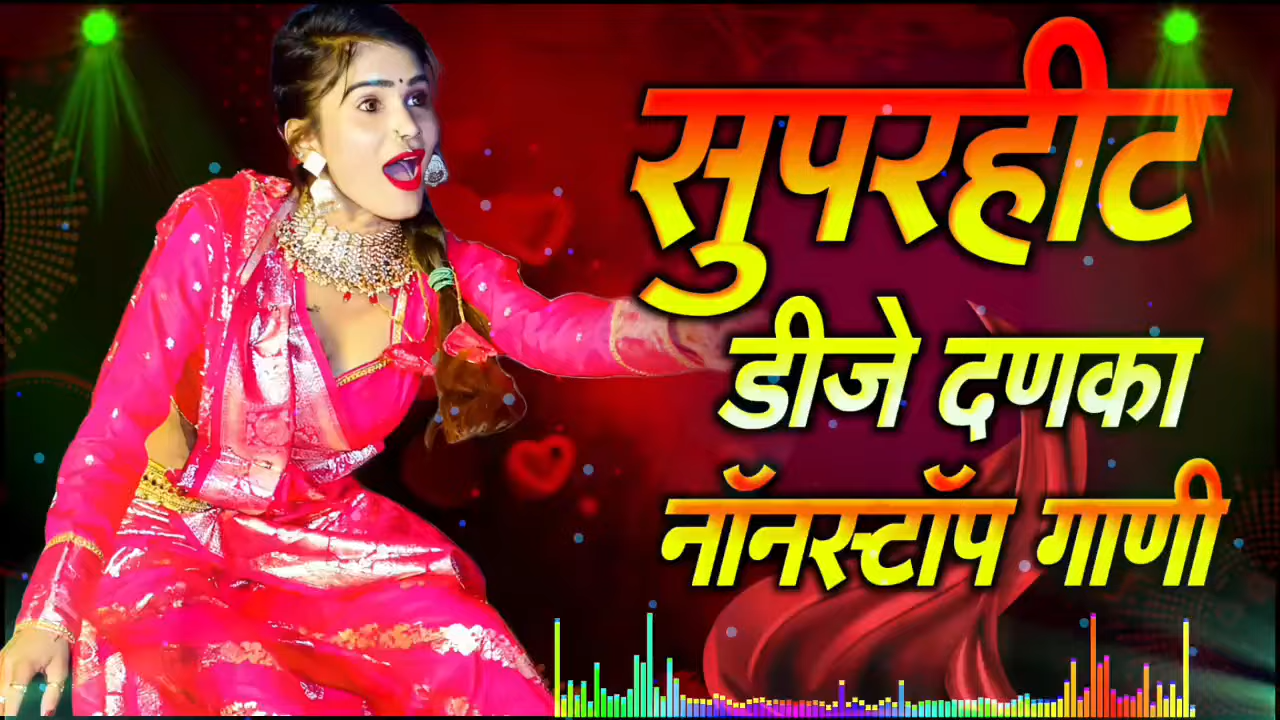 सुपरहीट
डीजे दणका
नॉनस्टॉप गाणी